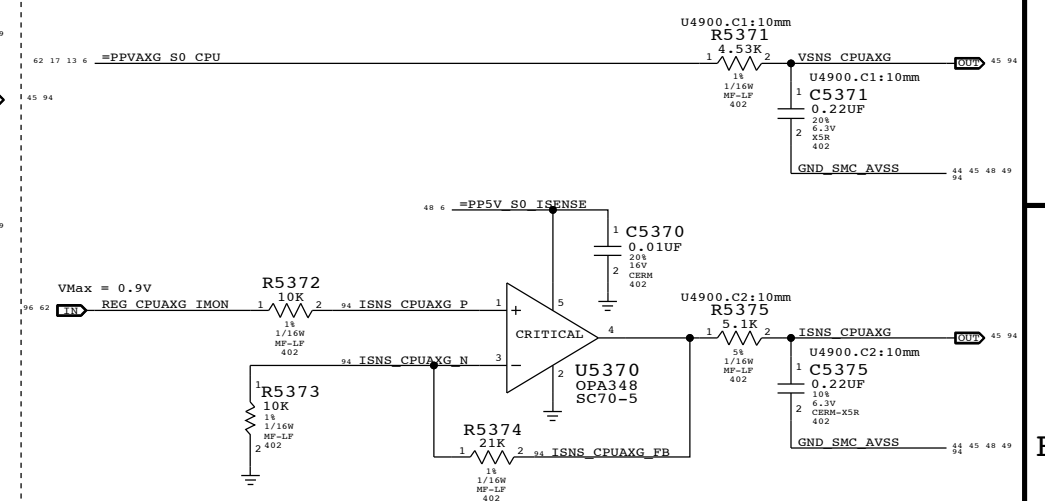 U4900.C1:10mm
R5371
62 17 13 6 =PPVAXG_S0_CPU 1 4.53K 2 VSNS_CPUAXG OUT 45 94
1%
1/16W
MF-LF
402
U4900.C1:10mm
1 C5371
0.22UF
20%
2 6.3V
X5R
402
GND_SMC_AVSS 44 45 48 49
94
45 94
48 6 =PP5V_S0_ISENSE
1 C5370
0.01UF
20%
2 16V
CERM
402
VMax = 0.9V
R5372
96 62 IN REG_CPUAXG_IMON 1 10K 2 94 ISNS_CPUAXG_P 1 +
1%
1/16W
MF-LF
402
5
CRITICAL 4
94 ISNS_CPUAXG_N 3 -
2
U5370
OPA348
SC70-5
1 R5373
10K
1%
1/16W
MF-LF
2 402
R5374
21K
1 2 94 ISNS_CPUAXG_FB
1%
1/16W
MF-LF
402
U4900.C2:10mm
R5375
1 5.1K 2 ISNS_CPUAXG OUT 45 94
5%
1/16W
MF-LF
402
U4900.C2:10mm
1 C5375
0.22UF
10%
2 6.3V
CERM-X5R
402
GND_SMC_AVSS 44 45 48 49
94